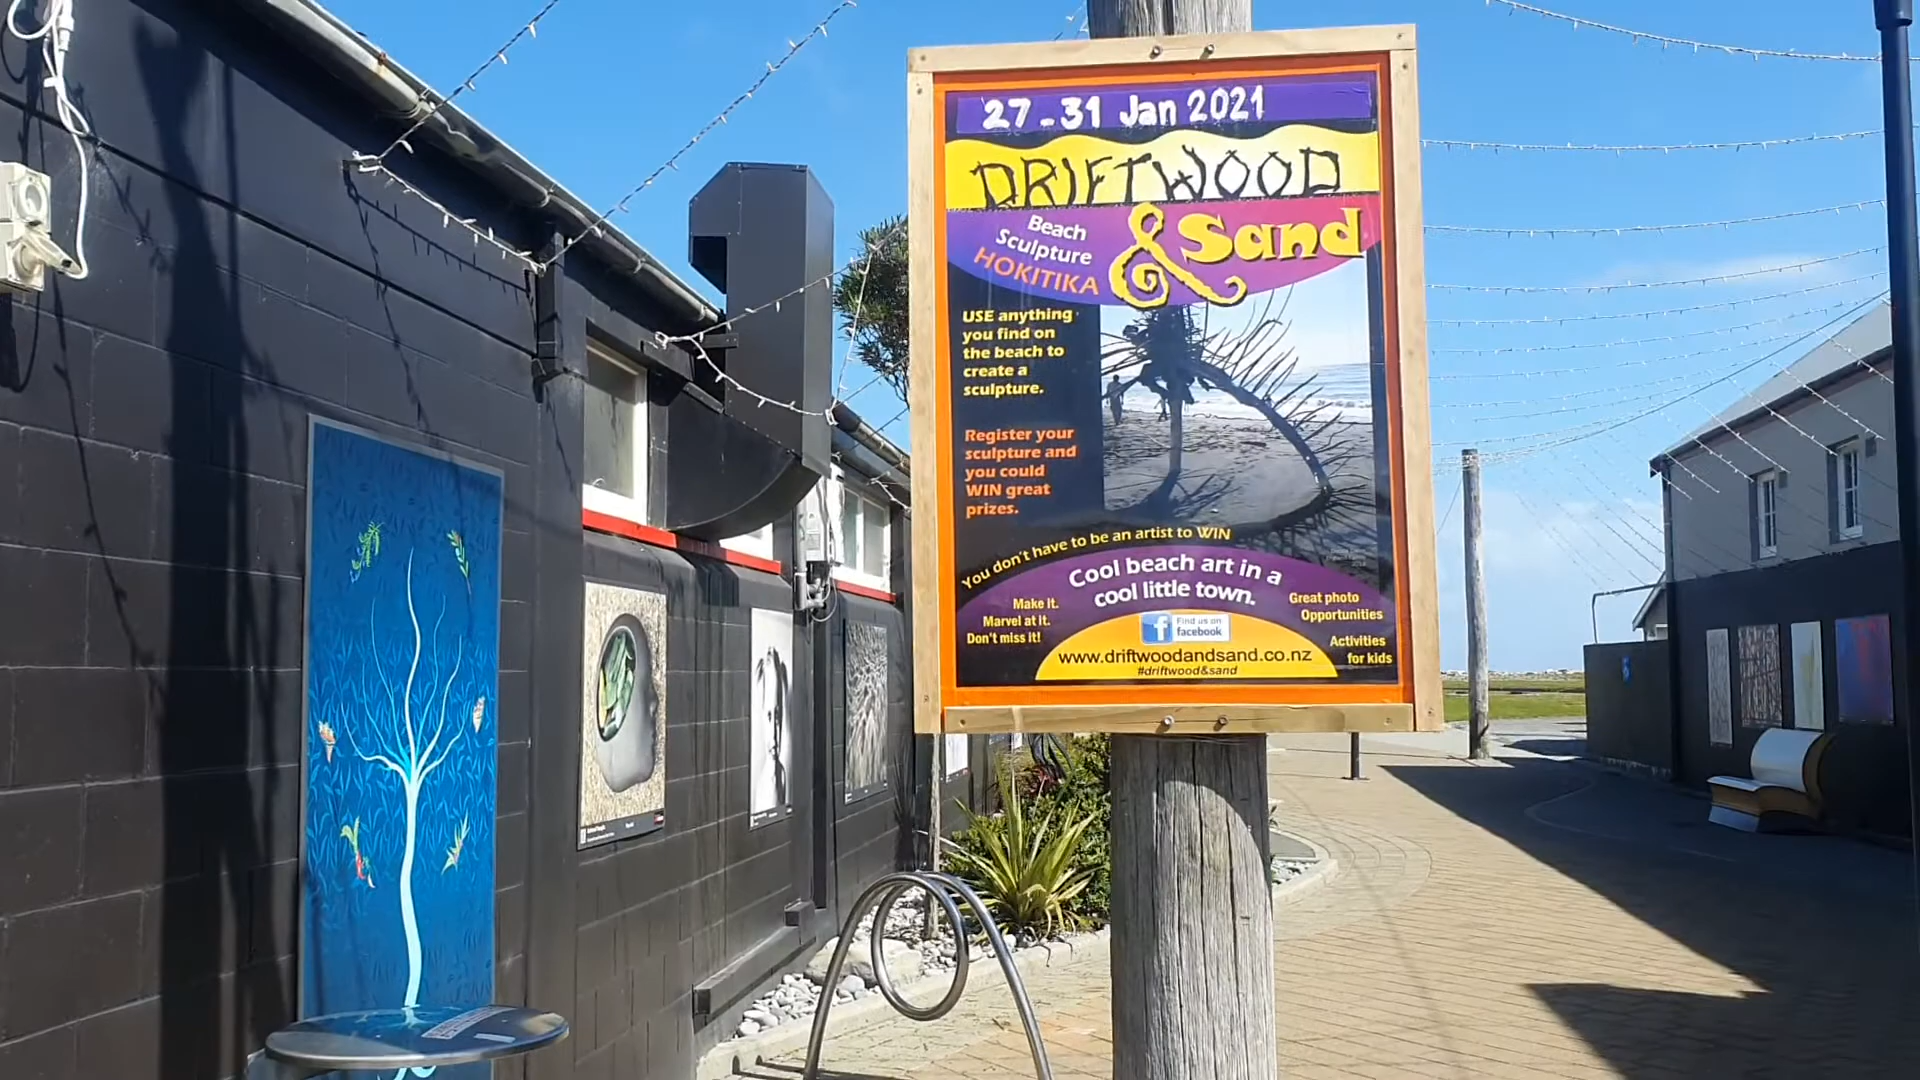 27 - 31 Jan 2021
DRIFTWOOD
& Sand
Beach
Sculpture
HOKITIKA
USE anything
you find on
the beach to
create a
sculpture.
Register your
sculpture and
you could
WIN great
prizes.
You don't have to be an artist to WIN
Cool beach art in a
cool little town.
Make it.
Marvel at it.
Don't miss it!
Great photo
Opportunities
Activities
for kids
f Find us on
facebook
www.driftwoodandsand.co.nz
#driftwood&sand